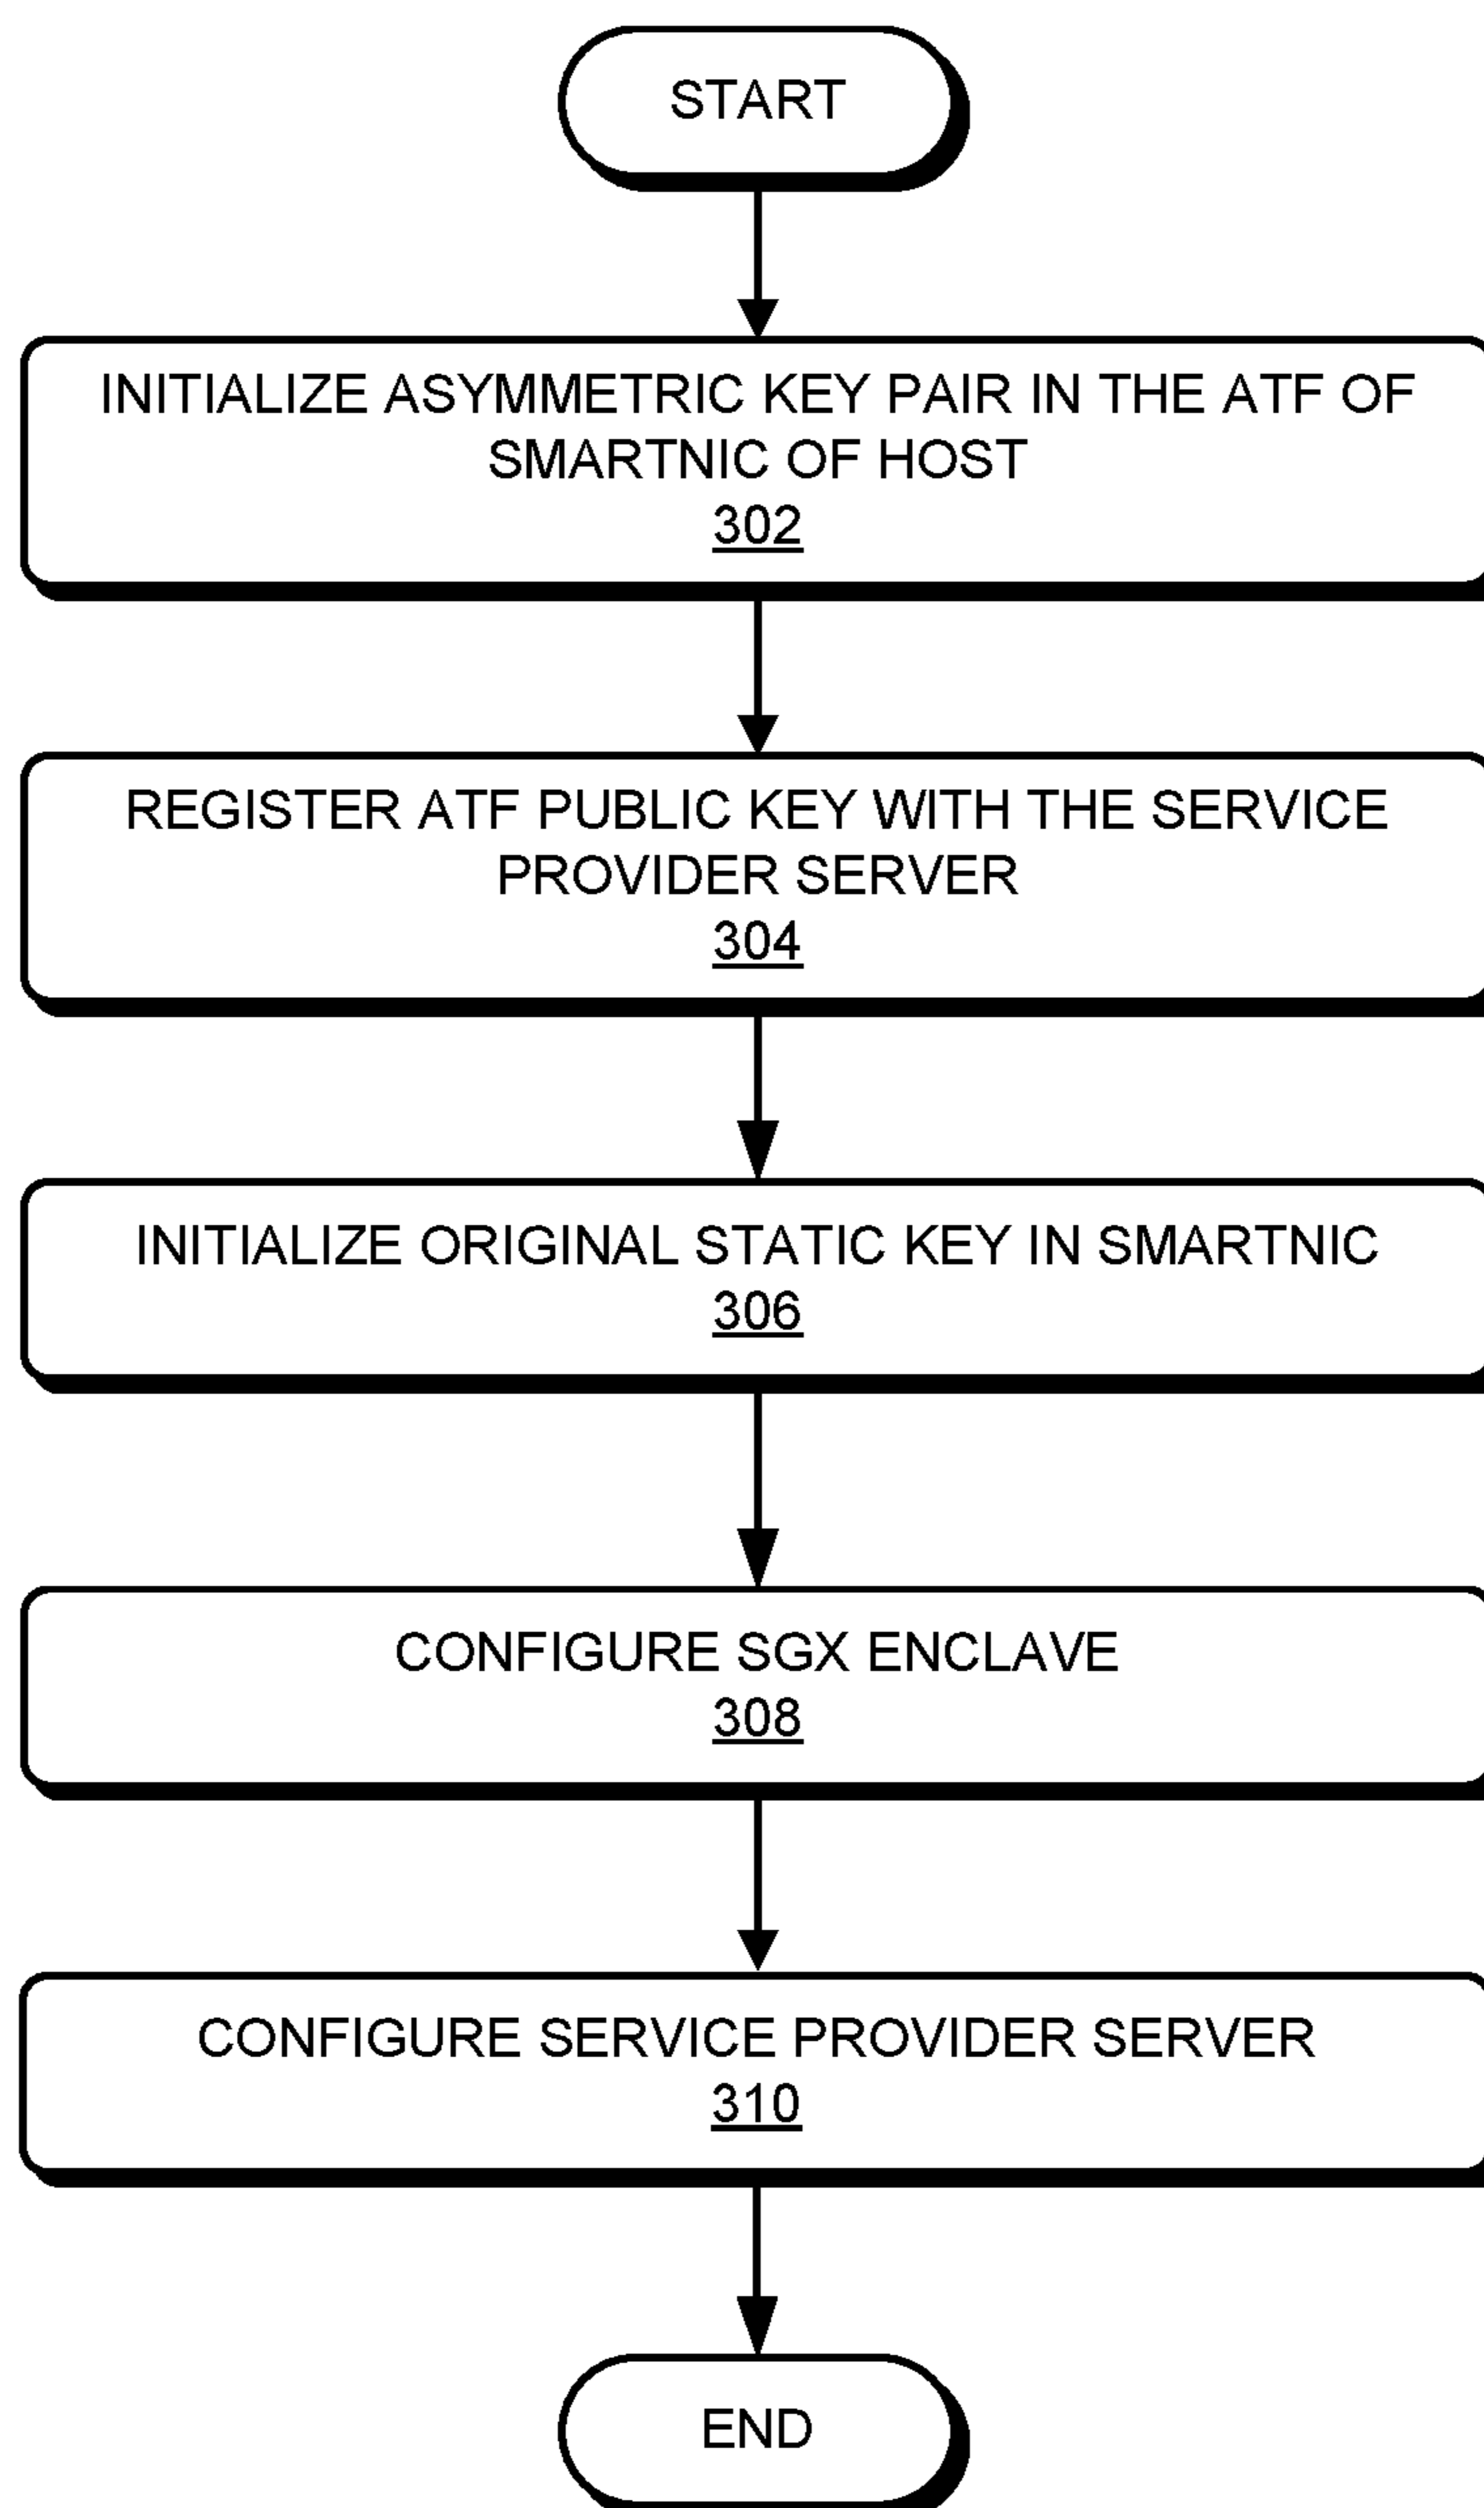 START
INITIALIZE ASYMMETRIC KEY PAIR IN THE ATF OF
SMARTNIC OF HOST
302
REGISTER ATF PUBLIC KEY WITH THE SERVICE
PROVIDER SERVER
304
INITIALIZE ORIGINAL STATIC KEY IN SMARTNIC
306
CONFIGURE SGX ENCLAVE
308
CONFIGURE SERVICE PROVIDER SERVER
310
END